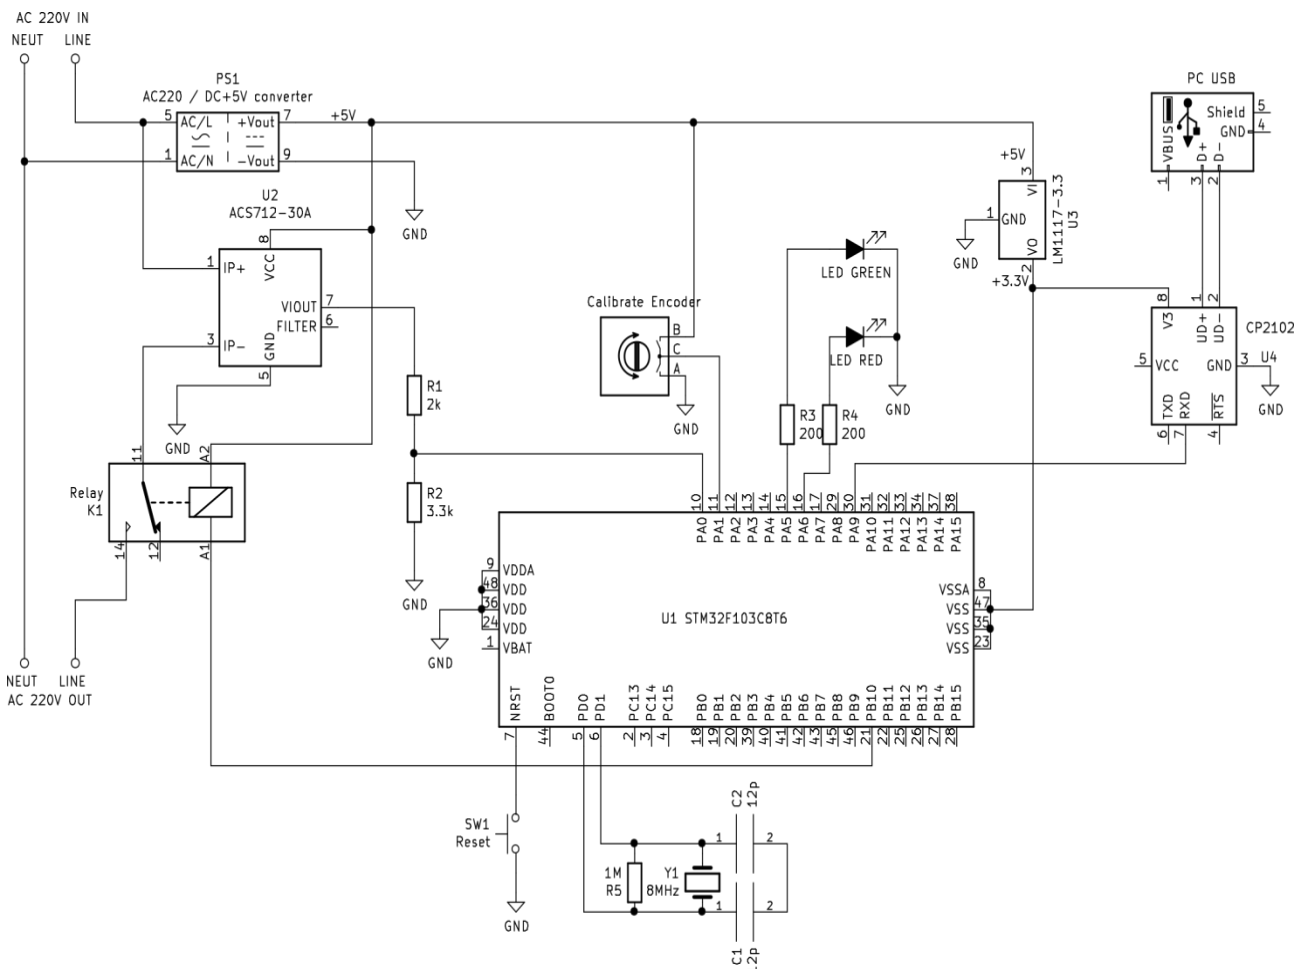 AC 220V IN
NEUT LINE
PS1
AC220 / DC+5V converter
5 AC/L +Vout 7 +5V
1 AC/N -Vout 9
GND
U2
ACS712-30A
8
VCC
1 IP+
VIOUT 7
FILTER 6
3 IP-
GND
5
GND
R1
2k
R2
3.3k
GND
11 A2
Relay
K1
14 12 A1
NEUT LINE
AC 220V OUT
Calibrate Encoder
B
C
A
GND
LED GREEN
LED RED
GND
R3
200
R4
200
+5V
3
VI
1 GND
VO
2
LM1117-3.3
U3
GND
+3.3V
PC USB
Shield 5
GND 4
VBUS D+ D-
1 3 2
8 1 2
V3 UD+ UD-
CP2102
U4
5 VCC
GND 3
GND
TXD RXD RTS
6 7 4
10 11 12 13 14 15 16 17 29 30 31 32 33 34 37 38
PA0 PA1 PA2 PA3 PA4 PA5 PA6 PA7 PA8 PA9 PA10 PA11 PA12 PA13 PA14 PA15
9 VDDA
48 VDD
36 VDD
24 VDD
1 VBAT
GND
U1 STM32F103C8T6
VSSA 8
VSS 47
VSS 35
VSS 23
NRST BOOT0 PD0 PD1 PC13 PC14 PC15 PB0 PB1 PB2 PB3 PB4 PB5 PB6 PB7 PB8 PB9 PB10 PB11 PB12 PB13 PB14 PB15
7 44 5 6 2 3 4 18 19 20 39 40 41 42 43 45 46 21 22 25 26 27 28
SW1
Reset
GND
1M
R5
Y1
8MHz
C2 12p
1 2
1 2
C1 12p